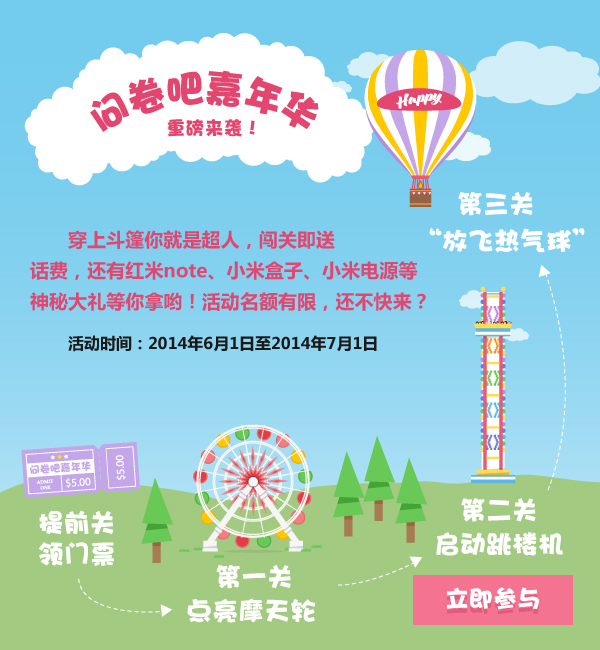 问卷吧嘉年华
重磅来袭！
Happy
穿上斗篷你就是超人，闯关即送
话费，还有红米note、小米盒子、小米电源等
神秘大礼等你拿哟！活动名额有限，还不快来？
活动时间：2014年6月1日至2014年7月1日
问卷吧嘉年华
ADMIT
ONE
$5.00
$5.00
提前关
领门票
第一关
点亮摩天轮
第二关
启动跳楼机
第三关
“放飞热气球”
立即参与